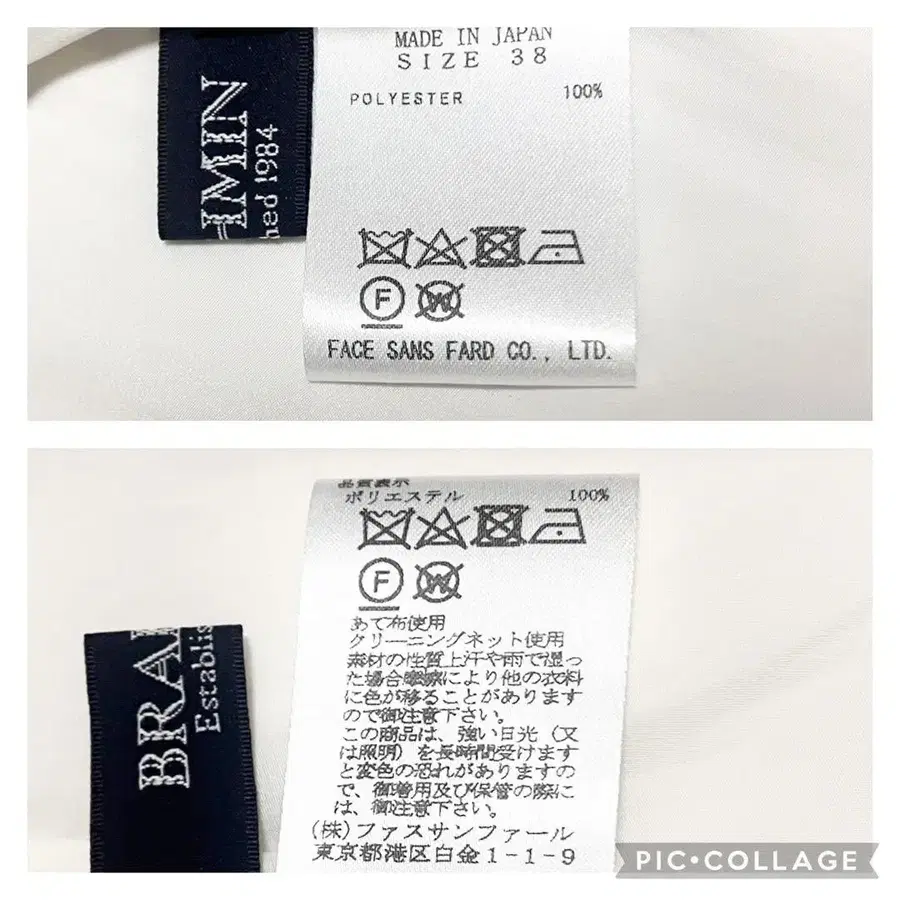 HMIN
hed 1984
MADE IN JAPAN
SIZE 38
POLYESTER 100%
F
W
FACE SANS FARD CO., LTD.
BRAH
Establis
品質表示
ポリエステル 100%
F
W
あて布使用
クリーニングネット使用
素材の性質上汗や雨で湿っ
た場合摩擦により他の衣料
に色が移ることがあります
ので御注意下さい。
この商品は、強い日光(又
は照明)を長時間受けます
と変色の恐れがありますの
で、御着用及び保管の際に
は、御注意下さい。
(株)ファスサンファール
東京都港区白金1-1-9
PIC•COLLAGE